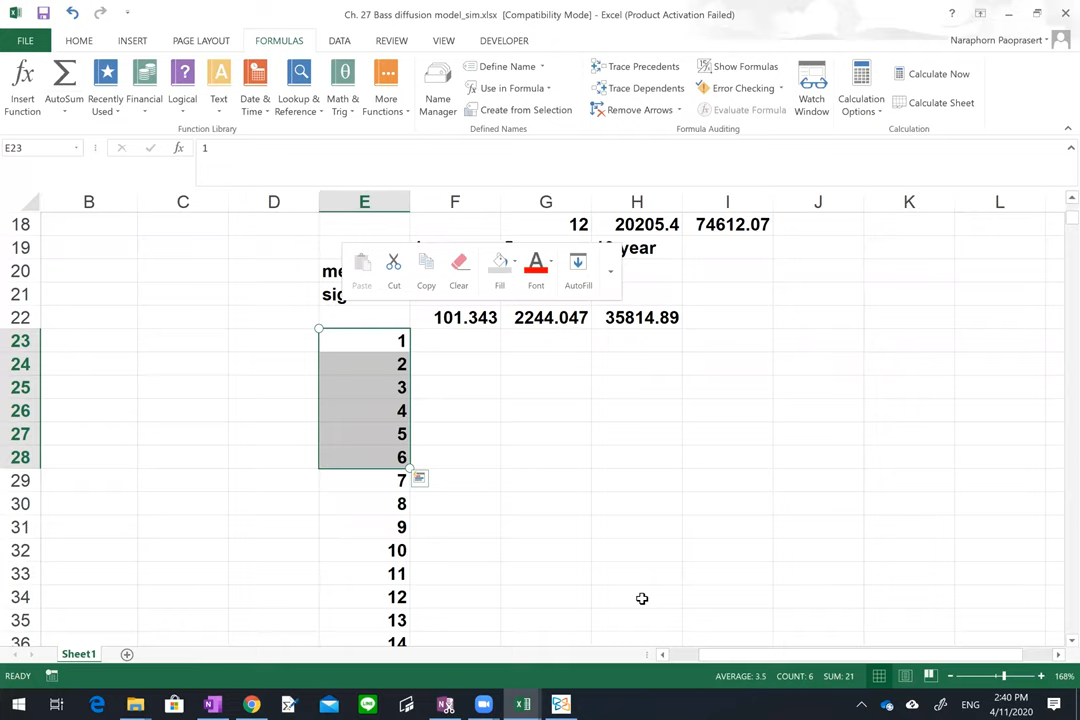 Ch. 27 Bass diffusion model_sim.xlsx [Compatibility Mode] - Excel (Product Activation Failed)
FILE HOME INSERT PAGE LAYOUT FORMULAS DATA REVIEW VIEW DEVELOPER Naraphorn Paoprasert
Insert Function AutoSum Recently Used Financial Logical Text Date & Time Lookup & Reference Math & Trig More Functions Name Manager Define Name Use in Formula Create from Selection Trace Precedents Trace Dependents Remove Arrows Show Formulas Error Checking Evaluate Formula Watch Window Calculation Options Calculate Now Calculate Sheet
Function Library Defined Names Formula Auditing Calculation
E23 fx 1
B C D E F G H I J K L
18 12 20205.4 74612.07
19 year
20 me
21 sig
Paste Cut Copy Clear Fill Font AutoFill
22 101.343 2244.047 35814.89
23 1
24 2
25 3
26 4
27 5
28 6
29 7
30 8
31 9
32 10
33 11
34 12
35 13
36 14
Sheet1
READY AVERAGE: 3.5 COUNT: 6 SUM: 21 168%
ENG 2:40 PM
4/11/2020